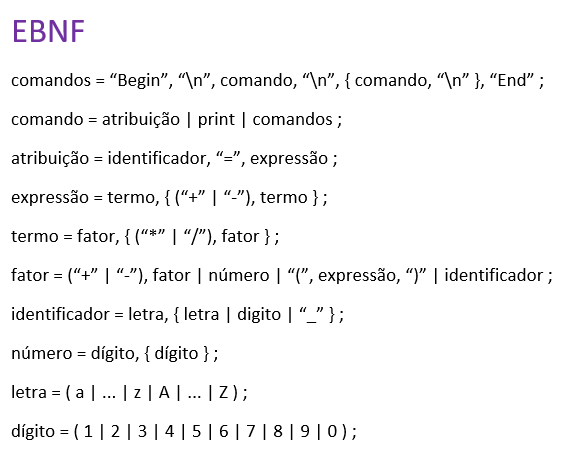 EBNF
comandos = “Begin”, “\n”, comando, “\n”, { comando, “\n” }, “End” ;
comando = atribuição | print | comandos ;
atribuição = identificador, “=”, expressão ;
expressão = termo, { (“+” | “-”), termo } ;
termo = fator, { (“*” | “/”), fator } ;
fator = (“+” | “-”), fator | número | “(”, expressão, “)” | identificador ;
identificador = letra, { letra | digito | “_” } ;
número = dígito, { dígito } ;
letra = ( a | ... | z | A | ... | Z ) ;
dígito = ( 1 | 2 | 3 | 4 | 5 | 6 | 7 | 8 | 9 | 0 ) ;